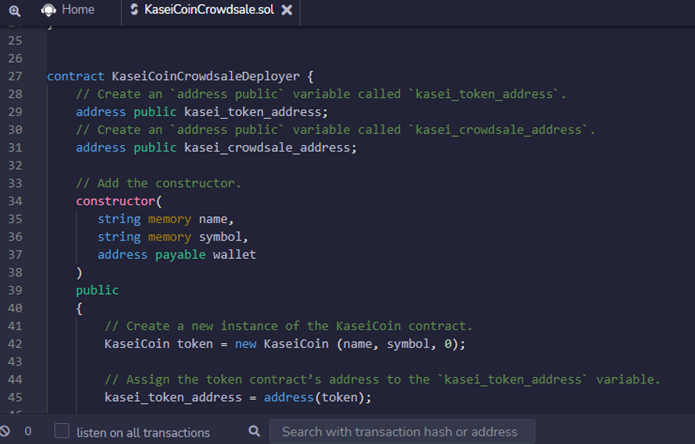 Home
KaseiCoinCrowdsale.sol
25
26
27 contract KaseiCoinCrowdsaleDeployer {
28 // Create an `address public` variable called `kasei_token_address`.
29 address public kasei_token_address;
30 // Create an `address public` variable called `kasei_crowdsale_address`.
31 address public kasei_crowdsale_address;
32
33 // Add the constructor.
34 constructor(
35 string memory name,
36 string memory symbol,
37 address payable wallet
38 )
39 public
40 {
41 // Create a new instance of the KaseiCoin contract.
42 KaseiCoin token = new KaseiCoin (name, symbol, 0);
43
44 // Assign the token contract’s address to the `kasei_token_address` variable.
45 kasei_token_address = address(token);
0 listen on all transactions Search with transaction hash or address